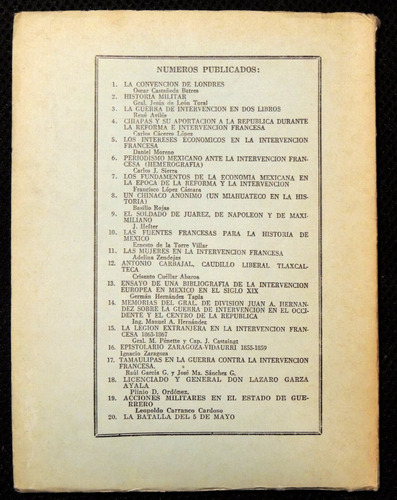 NUMEROS PUBLICADOS:
1. LA CONVENCION DE LONDRES
Oscar Castañeda Batres
2. HISTORIA MILITAR
Gral. Jesús de León Toral
3. LA GUERRA DE INTERVENCION EN DOS LIBROS
René Avilés
4. CHIAPAS Y SU APORTACION A LA REPUBLICA DURANTE
LA REFORMA E INTERVENCION FRANCESA
Carlos Cáceres López
5. LOS INTERESES ECONOMICOS EN LA INTERVENCION
FRANCESA
Daniel Moreno
6. PERIODISMO MEXICANO ANTE LA INTERVENCION FRAN-
CESA (HEMEROGRAFIA)
Carlos J. Sierra
7. LOS FUNDAMENTOS DE LA ECONOMIA MEXICANA EN
LA EPOCA DE LA REFORMA Y LA INTERVENCION
Francisco López Cámara
8. UN CHINACO ANONIMO (UN MIAHUATECO EN LA HIS-
TORIA)
Basilio Rojas
9. EL SOLDADO DE JUAREZ, DE NAPOLEON Y DE MAXI-
MILIANO
J. Hefter
10. LAS FUENTES FRANCESAS PARA LA HISTORIA DE
MEXICO
Ernesto de la Torre Villar
11. LAS MUJERES EN LA INTERVENCION FRANCESA
Adelina Zendejas
12. ANTONIO CARBAJAL, CAUDILLO LIBERAL TLAXCAL-
TECA
Crisanto Cuéllar Abaroa
13. ENSAYO DE UNA BIBLIOGRAFIA DE LA INTERVENCION
EUROPEA EN MEXICO EN EL SIGLO XIX
Germán Hernández Tapia
14. MEMORIAS DEL GRAL. DE DIVISION JUAN A. HERNAN-
DEZ SOBRE LA GUERRA DE INTERVENCION EN EL OCCI-
DENTE Y EL CENTRO DE LA REPUBLICA
Ing. Manuel A. Hernández
15. LA LEGION EXTRANJERA EN LA INTERVENCION FRAN-
CESA 1863-1867
Gral. M. Pénette y Cap. J. Castaingt
16. EPISTOLARIO ZARAGOZA-VIDAURRI 1855-1859
Ignacio Zaragoza
17. TAMAULIPAS EN LA GUERRA CONTRA LA INTERVENCION
FRANCESA.
Raúl García G. y José Ma. Sánchez G.
18. LICENCIADO Y GENERAL DON LAZARO GARZA
AYALA
Plinio D. Ordóñez.
19. ACCIONES MILITARES EN EL ESTADO DE GUE-
RRERO
Leopoldo Carranco Cardoso
20. LA BATALLA DEL 5 DE MAYO